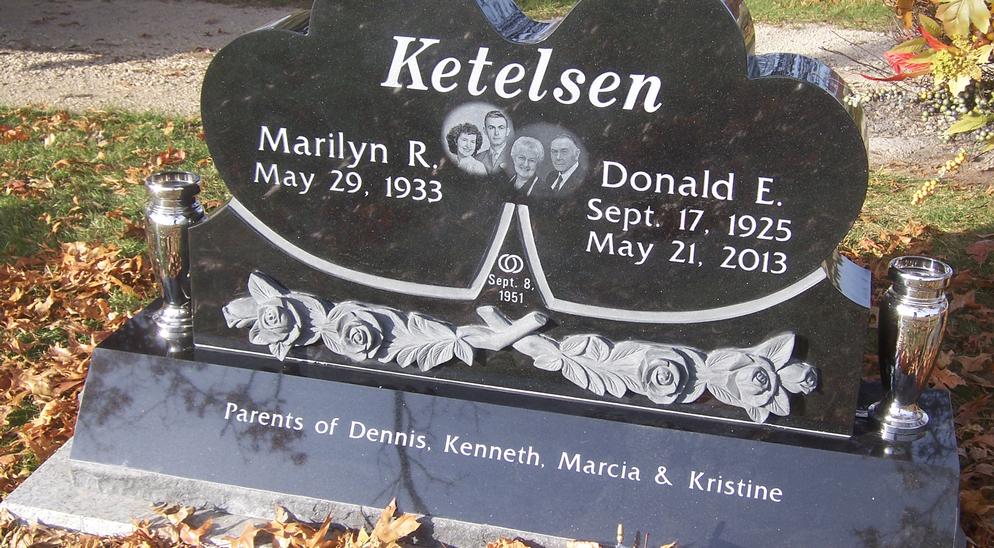 Ketelsen
Marilyn R.
May 29, 1933
Donald E.
Sept. 17, 1925
May 21, 2013
Sept. 8,
1951
Parents of Dennis, Kenneth, Marcia & Kristine